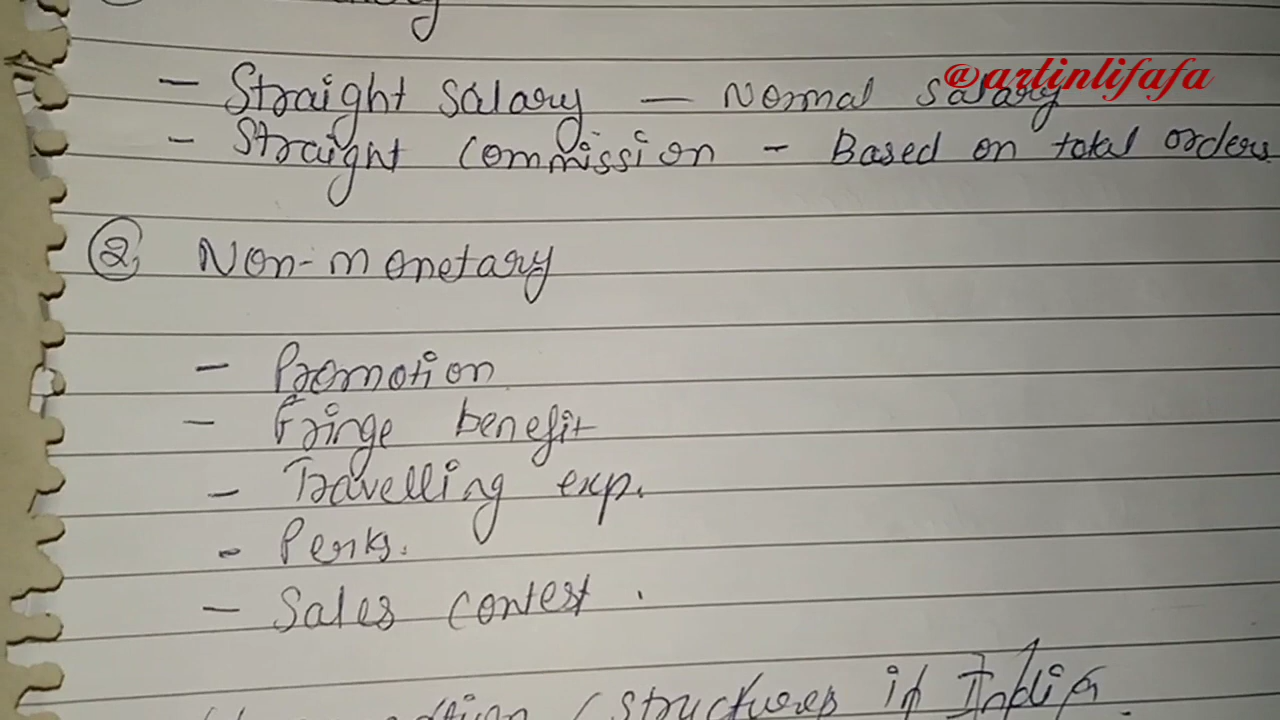 @artinlifafa
- Straight Salary - Normal Salary
- Straight Commission - Based on total orders
2. Non-monetary
- Promotion
- Fringe benefit
- Travelling exp.
- Perks.
- Sales contest.
structures in India